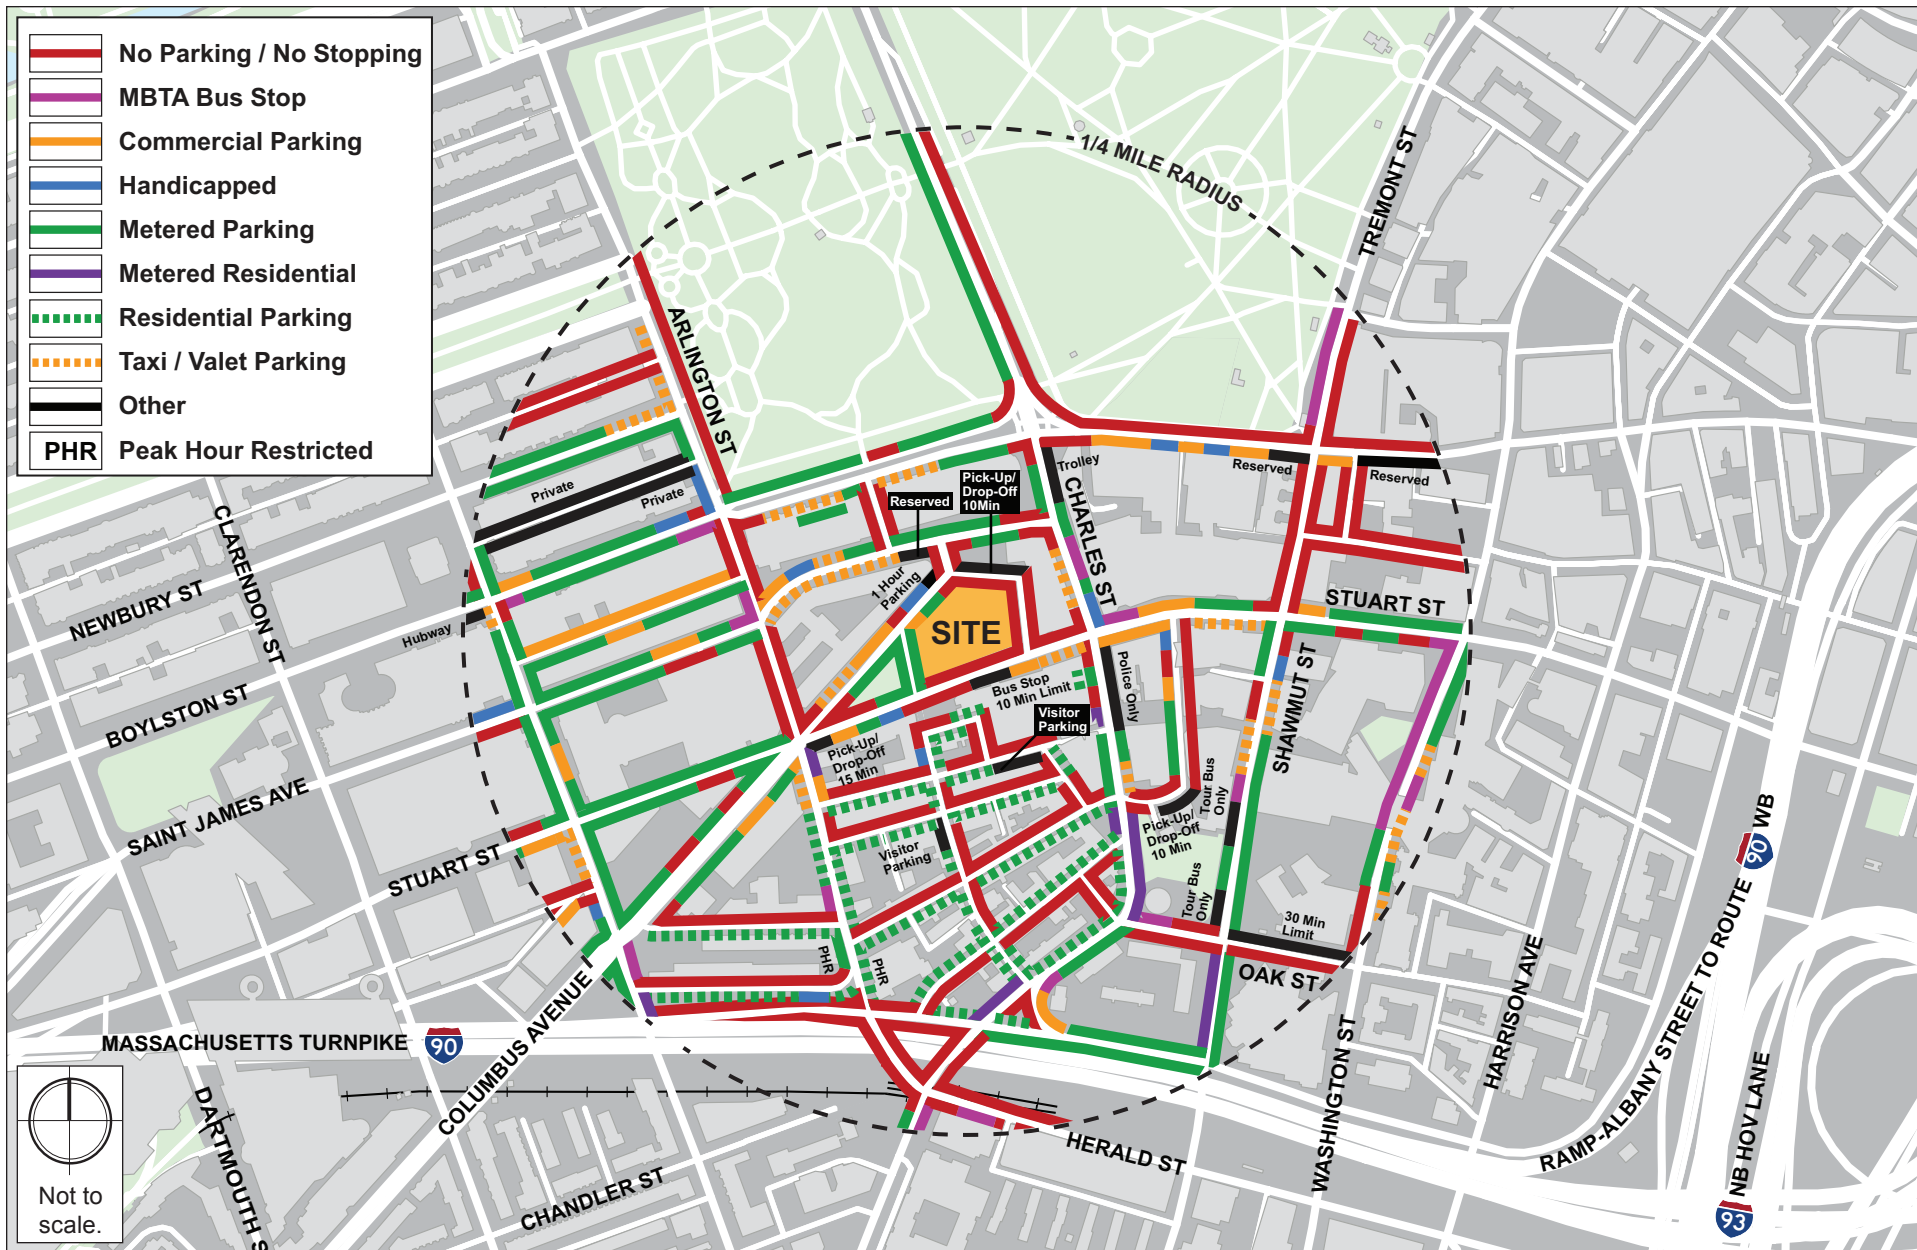 No Parking / No Stopping
MBTA Bus Stop
Commercial Parking
Handicapped
Metered Parking
Metered Residential
Residential Parking
Taxi / Valet Parking
Other
PHR Peak Hour Restricted
1/4 MILE RADIUS
TREMONT ST
ARLINGTON ST
Private
Private
Trolley
Pick-Up/
Drop-Off
10Min
Reserved
Reserved
Reserved
CHARLES ST
CLARENDON ST
NEWBURY ST
Hubway
1 Hour
Parking
SITE
STUART ST
BOYLSTON ST
Bus Stop
10 Min Limit
Police Only
SHAWMUT ST
Visitor
Parking
Pick-Up/
Drop-Off
15 Min
SAINT JAMES AVE
Tour Bus
Only
Pick-Up/
Drop-Off
10 Min
Visitor
Parking
STUART ST
Tour Bus
Only
30 Min
Limit
PHR
PHR
OAK ST
HARRISON AVE
RAMP-ALBANY STREET TO ROUTE 90 WB
MASSACHUSETTS TURNPIKE 90
COLUMBUS AVENUE
WASHINGTON ST
DARTMOUTH S
HERALD ST
CHANDLER ST
NB HOV LANE
93
Not to
scale.